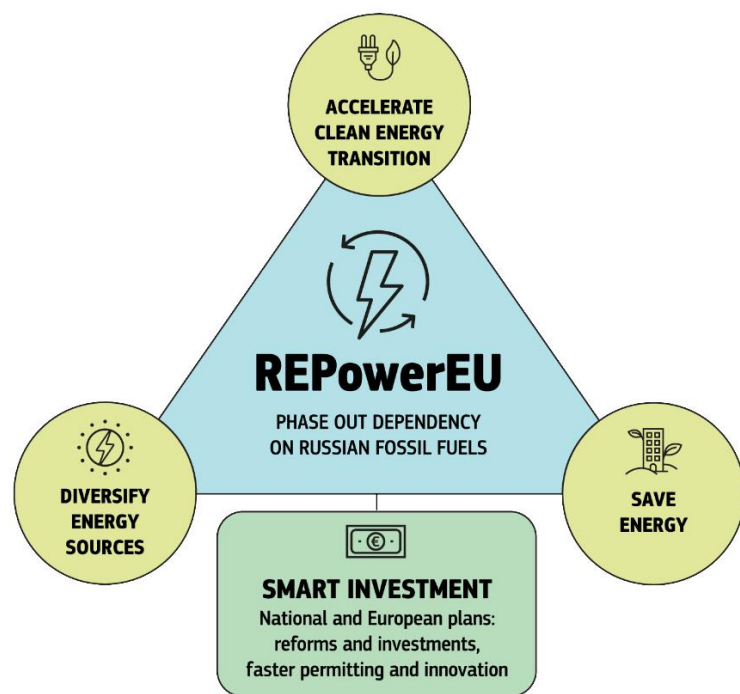 ACCELERATE
CLEAN ENERGY
TRANSITION
REPowerEU
PHASE OUT DEPENDENCY
ON RUSSIAN FOSSIL FUELS
DIVERSIFY
ENERGY
SOURCES
SAVE
ENERGY
€
SMART INVESTMENT
National and European plans:
reforms and investments,
faster permitting and innovation